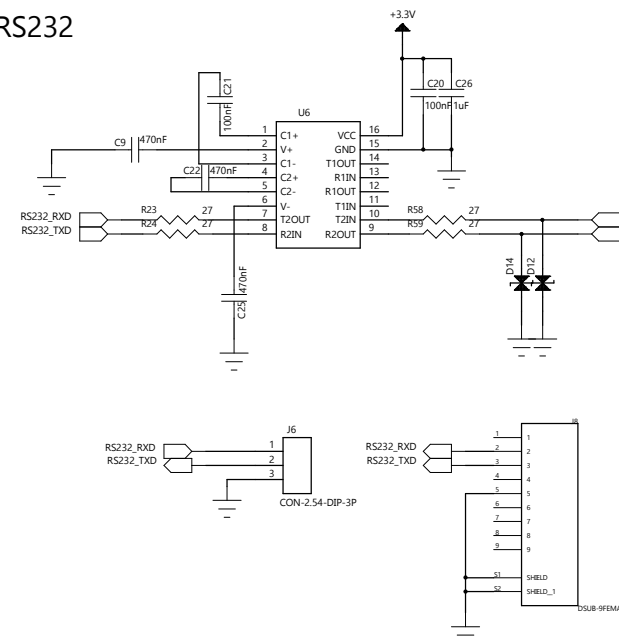 RS232
+3.3V
C21
100nF
C20
C26
100nF
1uF
U6
C9
470nF
1
C1+
VCC
16
2
V+
GND
15
3
C1-
T1OUT
14
C22
470nF
4
C2+
R1IN
13
5
C2-
R1OUT
12
6
V-
T1IN
11
RS232_RXD
R23
27
7
T2OUT
T2IN
10
R58
27
RS232_TXD
R24
27
8
R2IN
R2OUT
9
R59
27
D14
D12
470nF
C25
J6
RS232_RXD
1
RS232_TXD
2
3
CON-2.54-DIP-3P
J8
1
1
RS232_RXD
2
2
RS232_TXD
3
3
4
4
5
5
6
6
7
7
8
8
9
9
S1
SHIELD
S2
SHIELD_1
DSUB-9FEMA